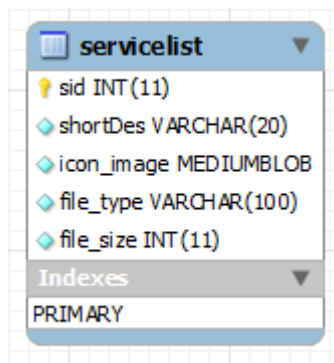 servicelist
sid INT(11)
shortDes VARCHAR(20)
icon_image MEDIUMBLOB
file_type VARCHAR(100)
file_size INT(11)
Indexes
PRIMARY